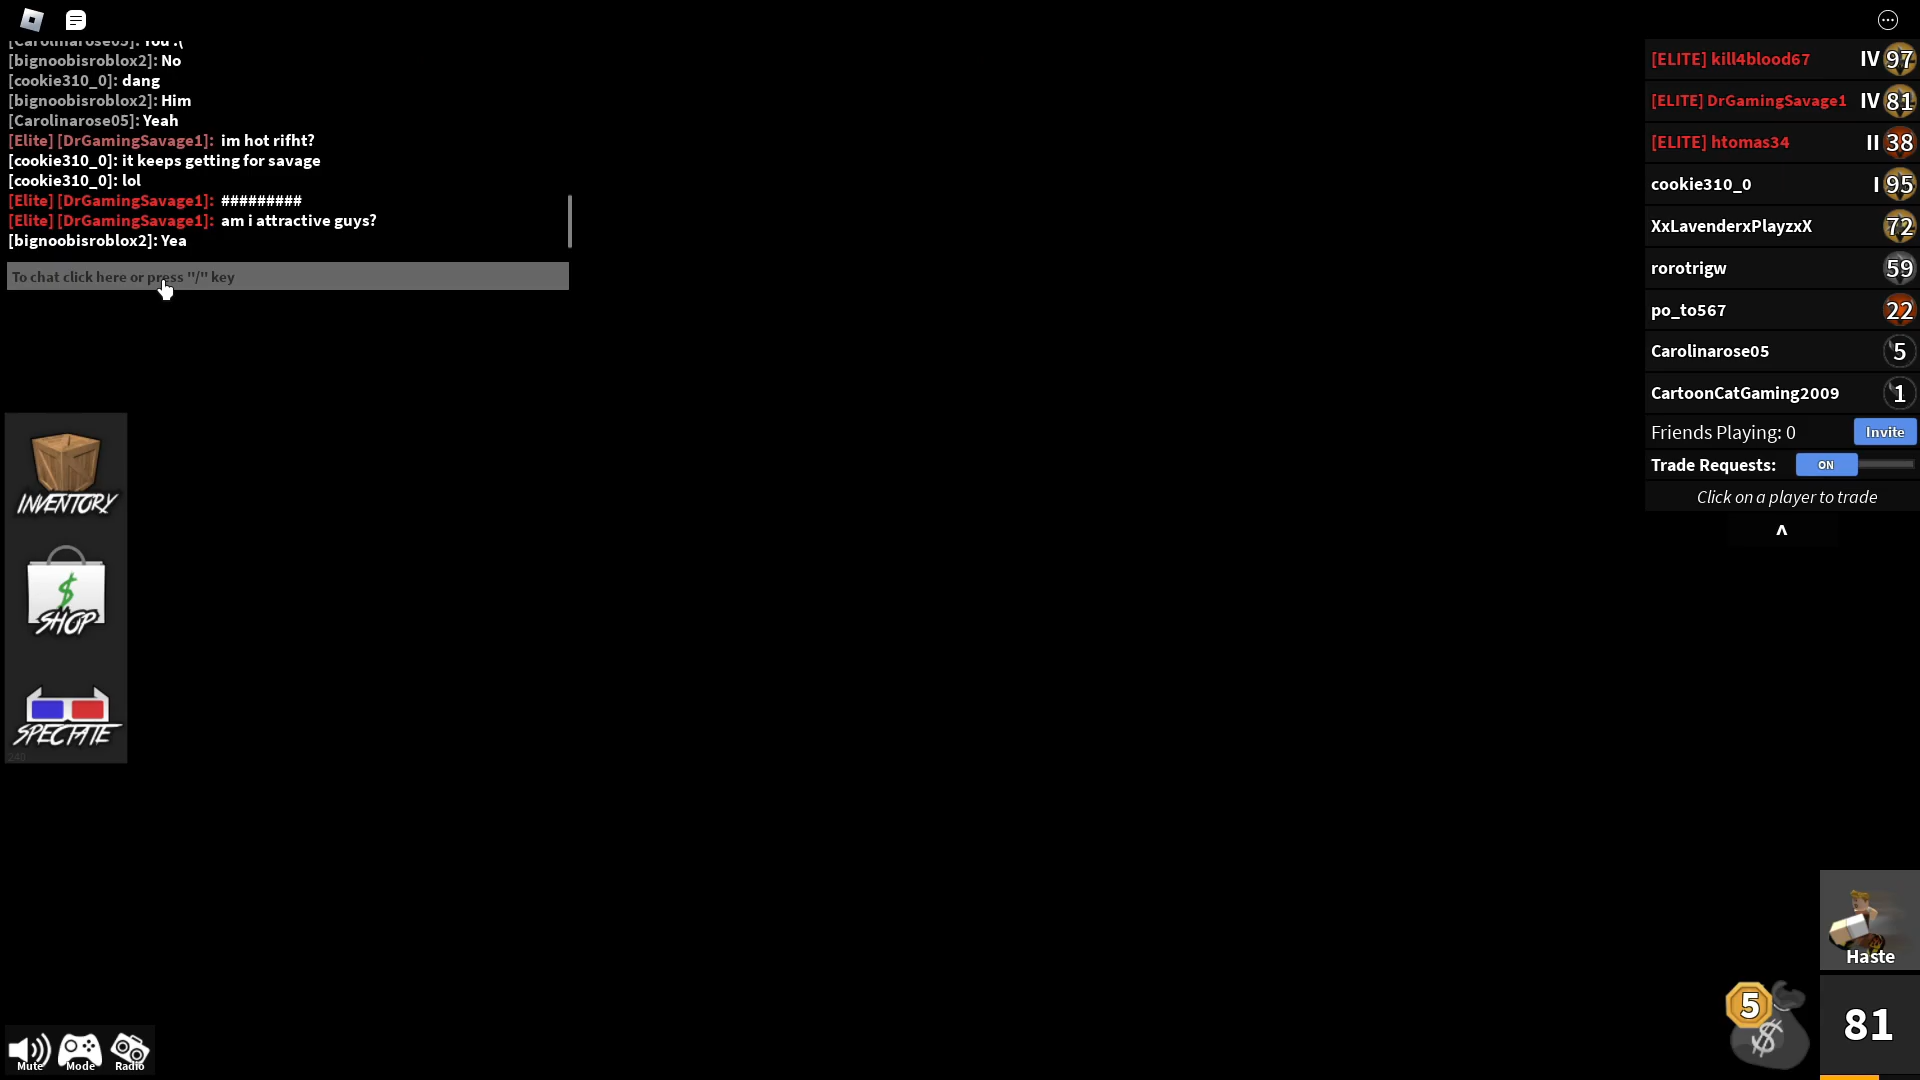 [Carolinarose05]: You :(
[bignoobisroblox2]: No
[cookie310_0]: dang
[bignoobisroblox2]: Him
[Carolinarose05]: Yeah
[Elite] [DrGamingSavage1]: im hot rifht?
[cookie310_0]: it keeps getting for savage
[cookie310_0]: lol
[Elite] [DrGamingSavage1]: #########
[Elite] [DrGamingSavage1]: am i attractive guys?
[bignoobisroblox2]: Yea
To chat click here or press "/" key
INVENTORY
$
SHOP
SPECTATE
240
Mute
Mode
Radio
[ELITE] kill4blood67 IV 97
[ELITE] DrGamingSavage1 IV 81
[ELITE] htomas34 II 38
cookie310_0 I 95
XxLavenderxPlayzxX 72
rorotrigw 59
po_to567 22
Carolinarose05 5
CartoonCatGaming2009 1
Friends Playing: 0 Invite
Trade Requests: ON
Click on a player to trade
^
Haste
5
$
81